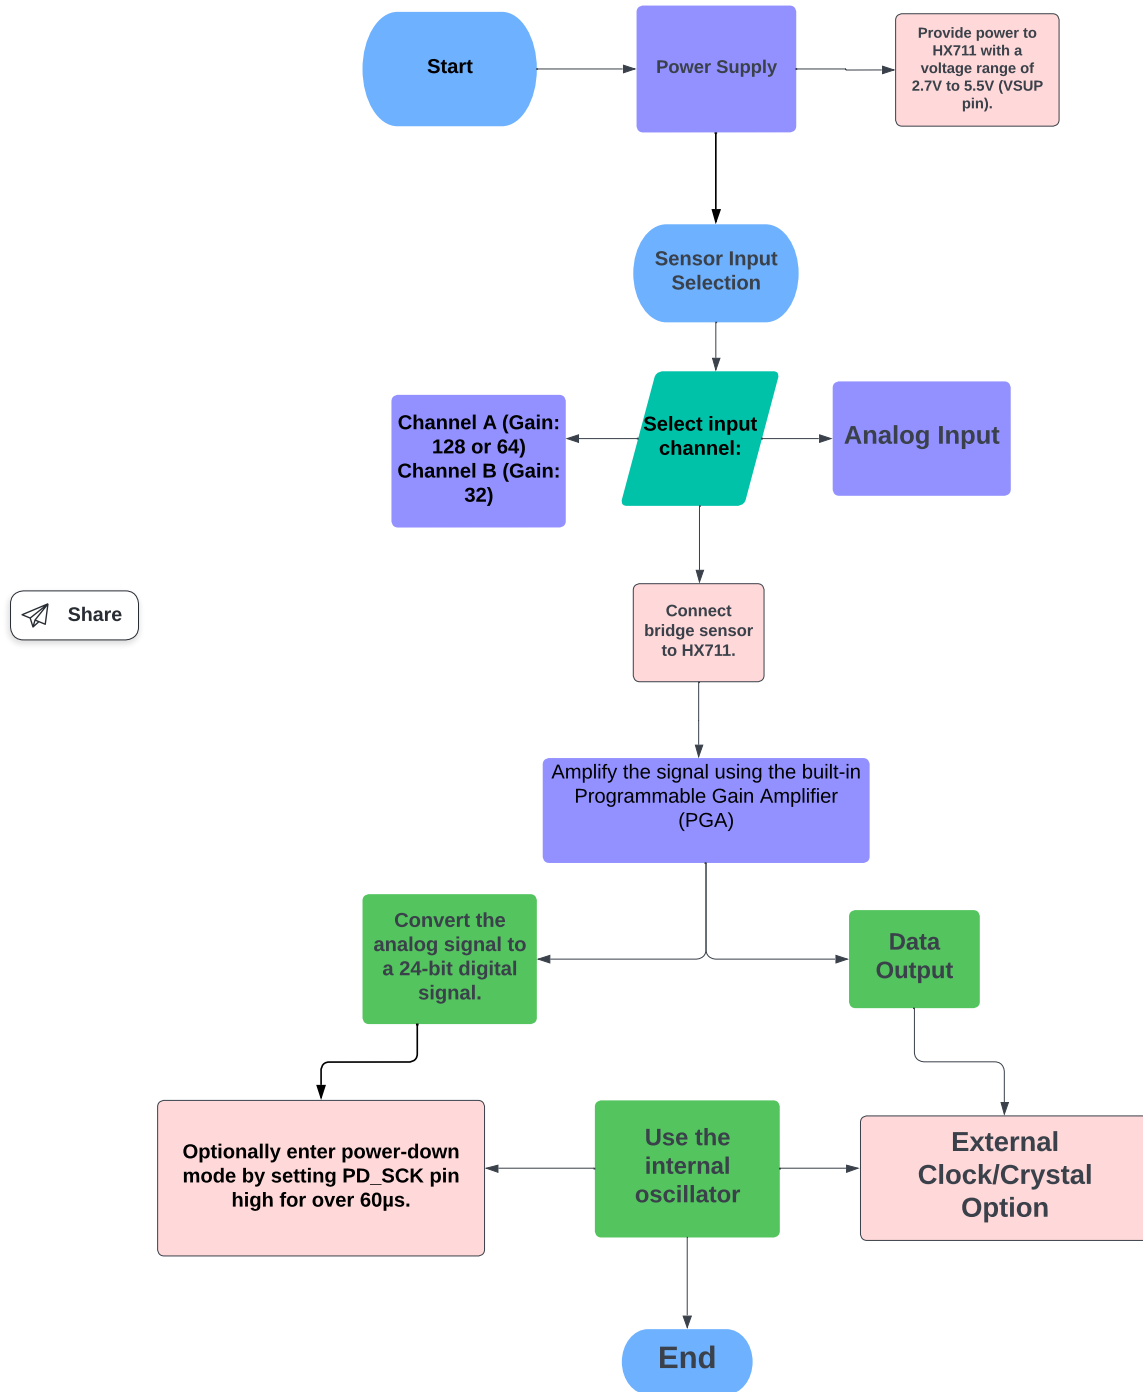 Start
Power Supply
Provide power to
HX711 with a
voltage range of
2.7V to 5.5V (VSUP
pin).
Sensor Input
Selection
Channel A (Gain:
128 or 64)
Channel B (Gain:
32)
Select input
channel:
Analog Input
Connect
bridge sensor
to HX711.
Share
Amplify the signal using the built-in
Programmable Gain Amplifier
(PGA)
Convert the
analog signal to
a 24-bit digital
signal.
Data
Output
Optionally enter power-down
mode by setting PD_SCK pin
high for over 60µs.
Use the
internal
oscillator
External
Clock/Crystal
Option
End